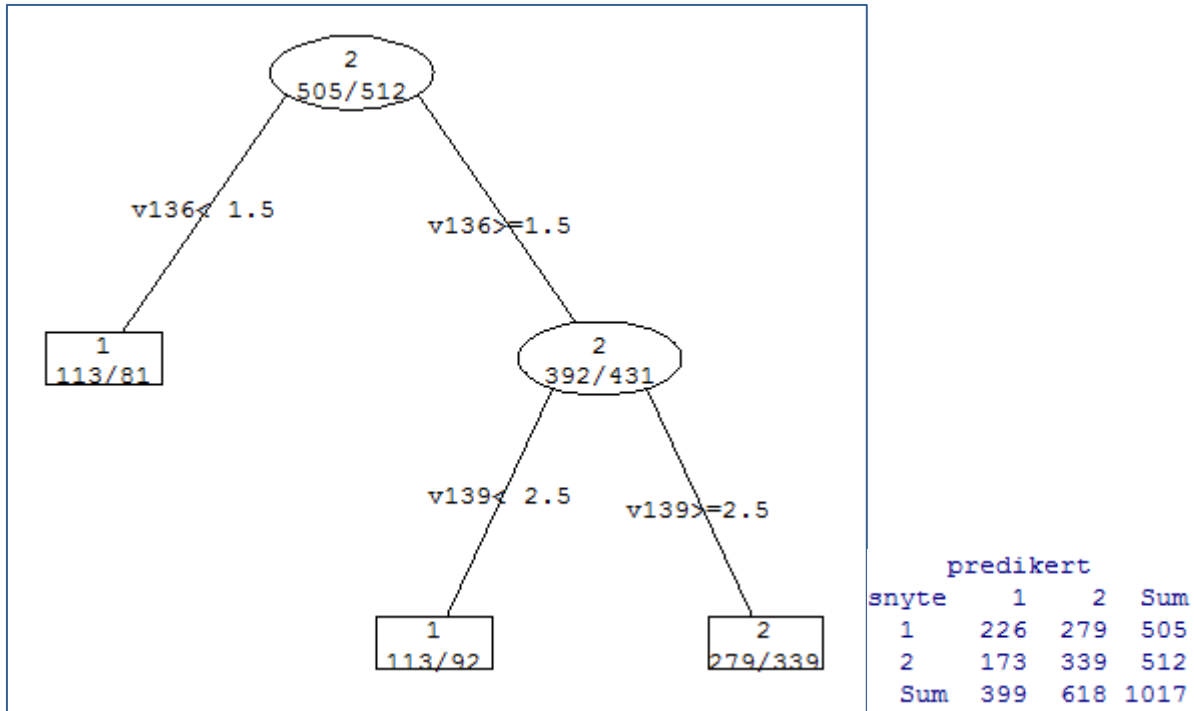 2
505/512
v136< 1.5
v136>=1.5
1
113/81
2
392/431
v139< 2.5
v139>=2.5
1
113/92
2
279/339
predikert
snyte 1 2 Sum
1 226 279 505
2 173 339 512
Sum 399 618 1017